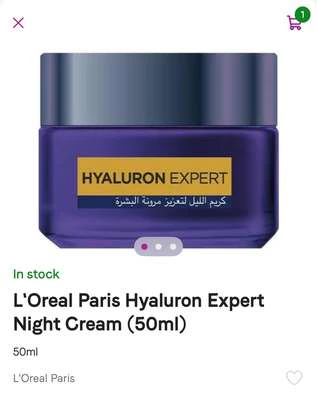 1
HYALURON EXPERT
كريم الليل لتعزيز مرونة البشرة
In stock
L'Oreal Paris Hyaluron Expert
Night Cream (50ml)
50ml
L'Oreal Paris